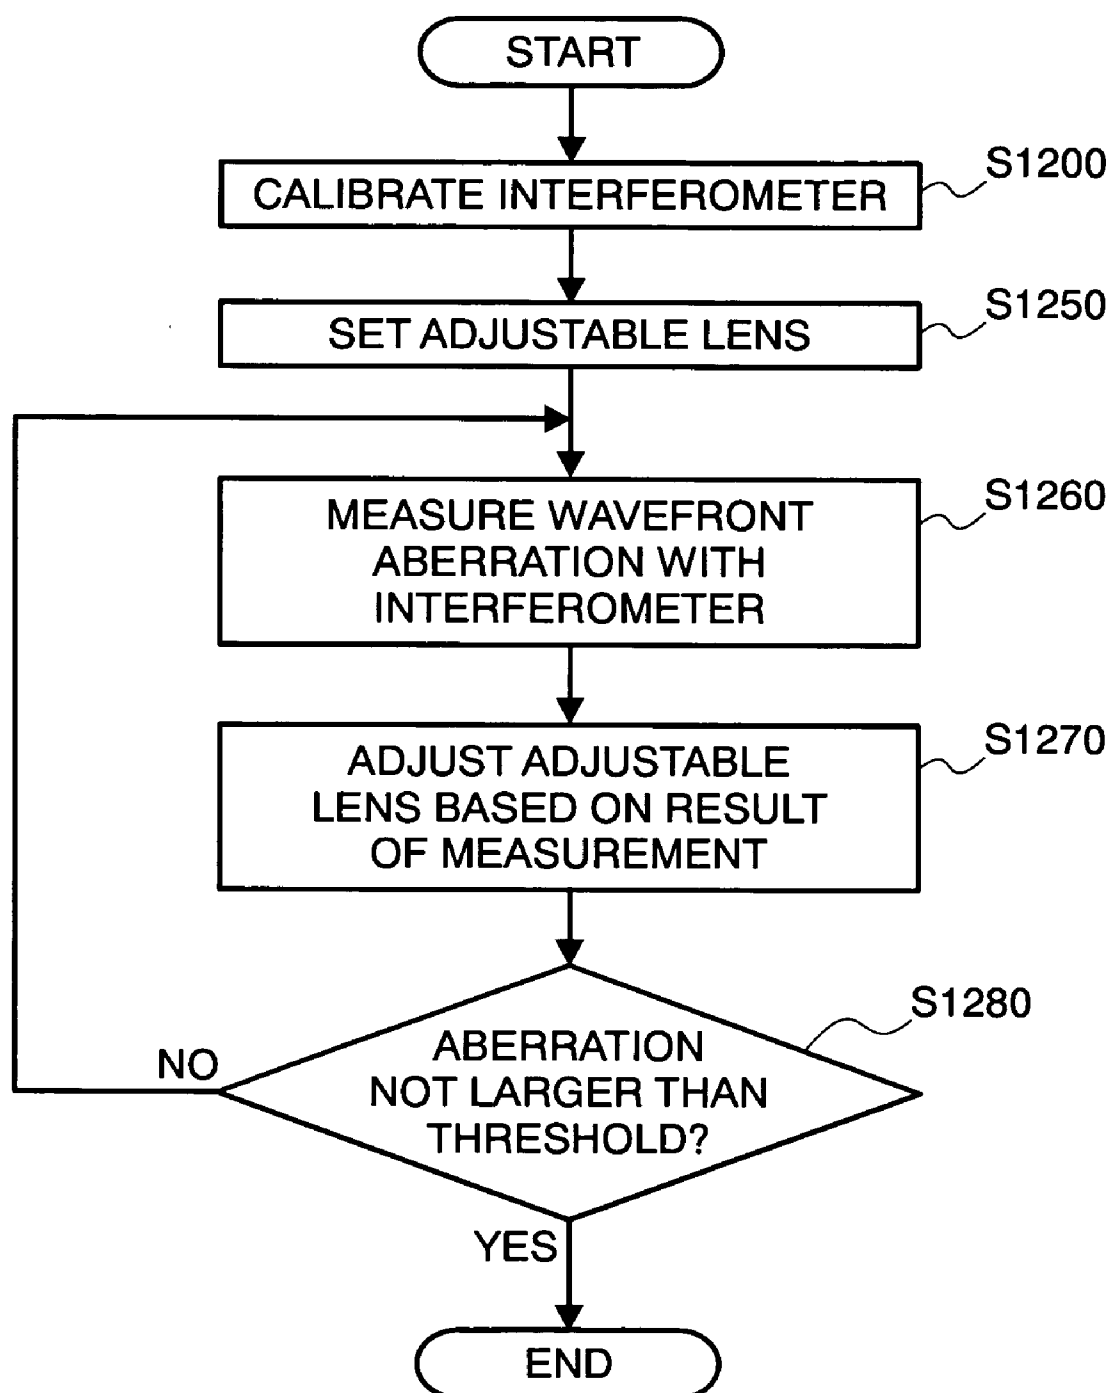 START
CALIBRATE INTERFEROMETER
S1200
SET ADJUSTABLE LENS
S1250
MEASURE WAVEFRONT
ABERRATION WITH
INTERFEROMETER
S1260
ADJUST ADJUSTABLE
LENS BASED ON RESULT
OF MEASUREMENT
S1270
ABERRATION
NOT LARGER THAN
THRESHOLD?
S1280
NO
YES
END